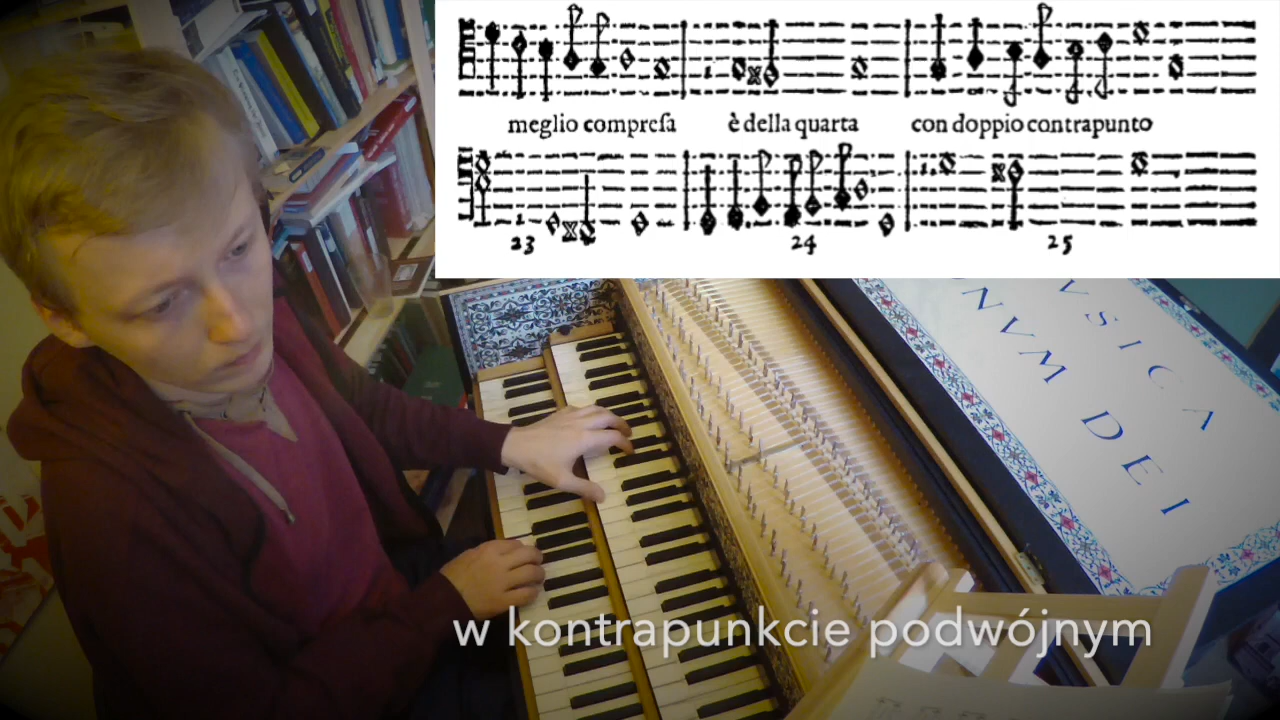 meglio compresa è della quarta con doppio contrapunto
23 24 25
VSICA
NVM DEI
w kontrapunkcie podwójnym